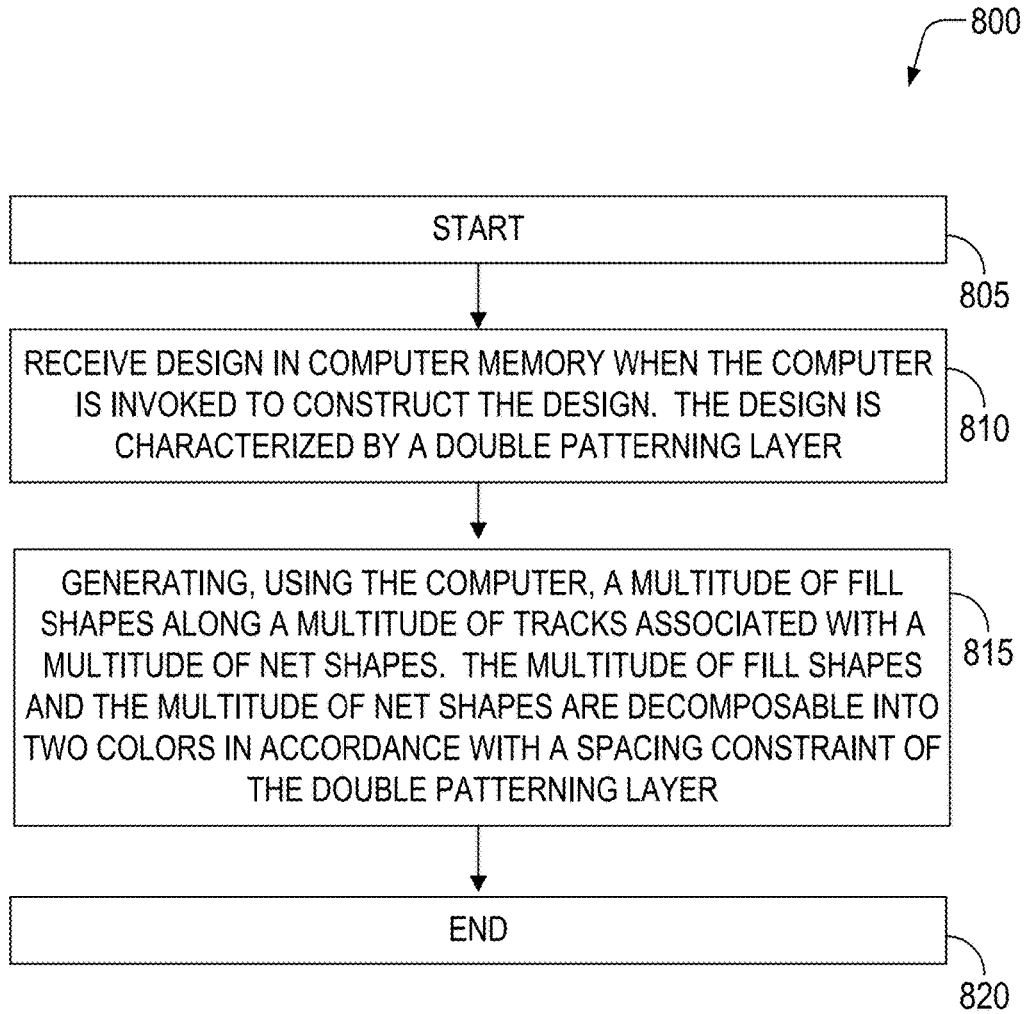 800
START
805
RECEIVE DESIGN IN COMPUTER MEMORY WHEN THE COMPUTER
IS INVOKED TO CONSTRUCT THE DESIGN. THE DESIGN IS
CHARACTERIZED BY A DOUBLE PATTERNING LAYER
810
GENERATING, USING THE COMPUTER, A MULTITUDE OF FILL
SHAPES ALONG A MULTITUDE OF TRACKS ASSOCIATED WITH A
MULTITUDE OF NET SHAPES. THE MULTITUDE OF FILL SHAPES
AND THE MULTITUDE OF NET SHAPES ARE DECOMPOSABLE INTO
TWO COLORS IN ACCORDANCE WITH A SPACING CONSTRAINT OF
THE DOUBLE PATTERNING LAYER
815
END
820